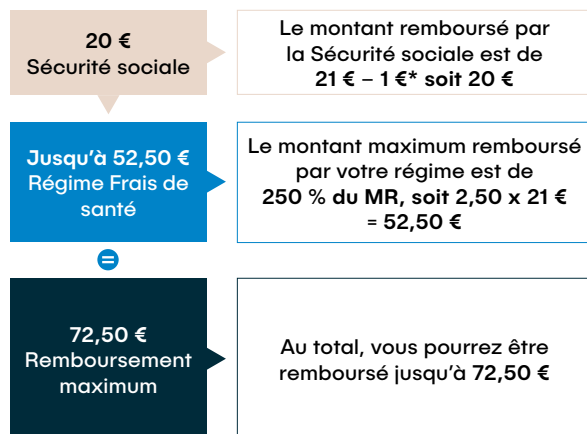 20 €
Sécurité sociale
Le montant remboursé par
la Sécurité sociale est de
21 € – 1 €* soit 20 €
Jusqu'à 52,50 €
Régime Frais de
santé
Le montant maximum remboursé
par votre régime est de
250 % du MR, soit 2,50 x 21 €
= 52,50 €
=
72,50 €
Remboursement
maximum
Au total, vous pourrez être
remboursé jusqu'à 72,50 €